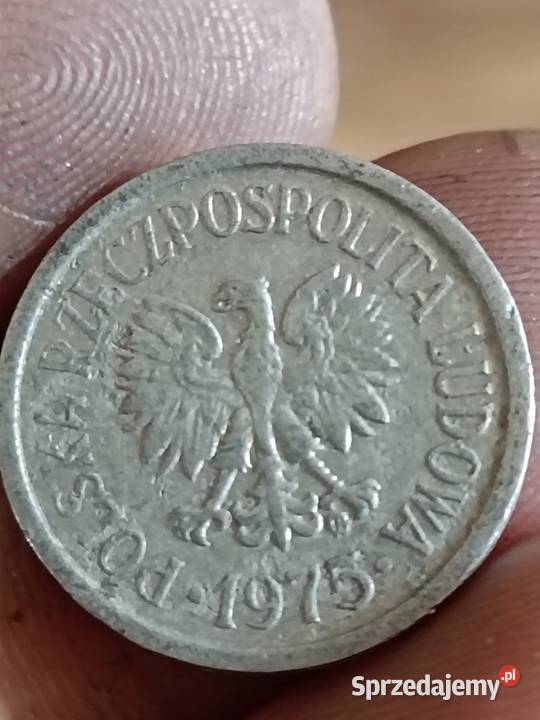 POLSKA RZECZPOSPOLITA LUDOWA
· 1975 ·
Sprzedajemy.pl